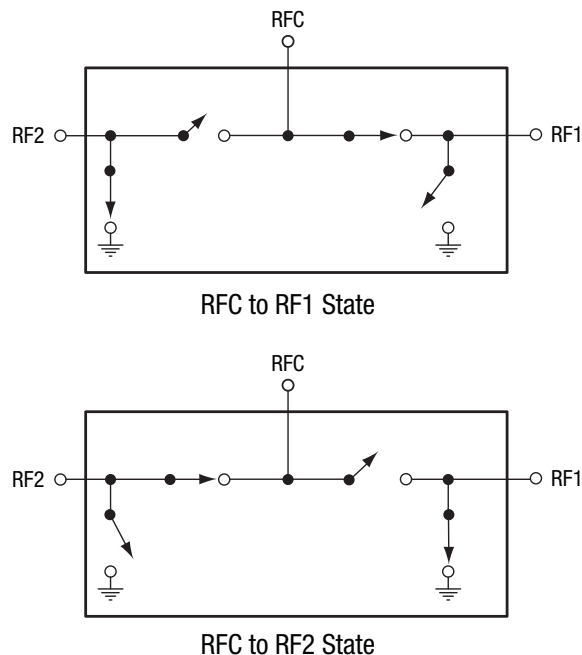 RFC
RF2
RF1
RFC to RF1 State
RFC
RF2
RF1
RFC to RF2 State